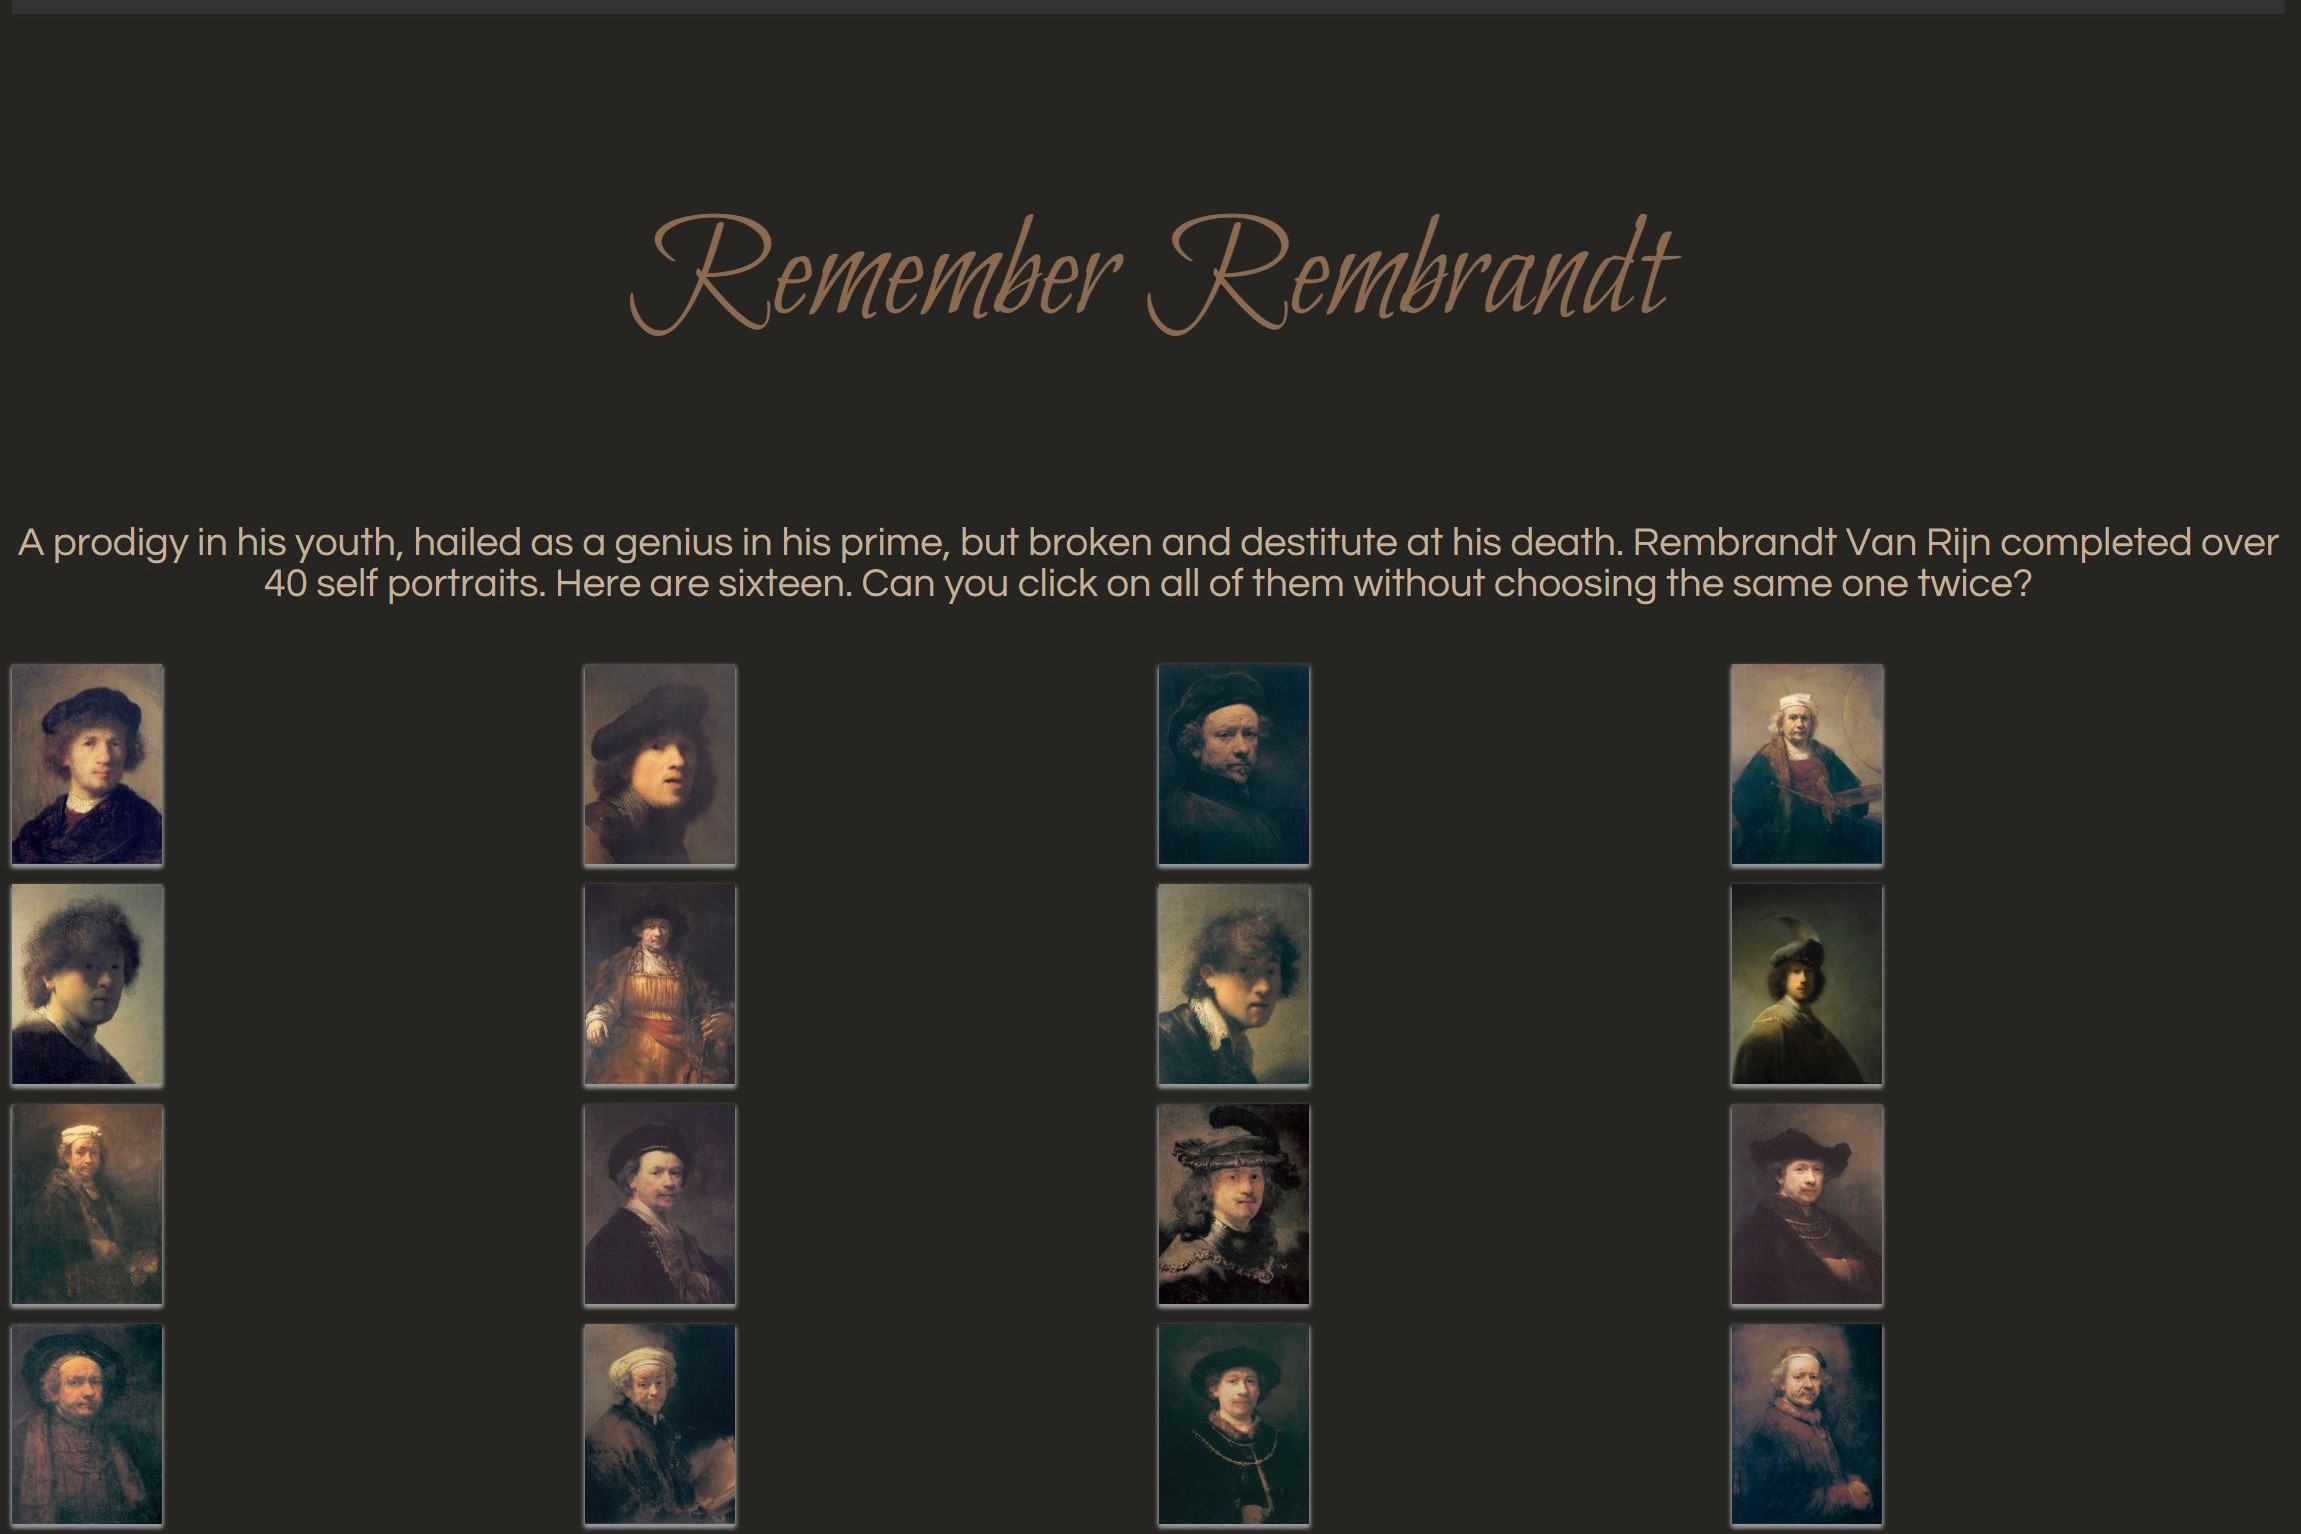 Remember Rembrandt
A prodigy in his youth, hailed as a genius in his prime, but broken and destitute at his death. Rembrandt Van Rijn completed over
40 self portraits. Here are sixteen. Can you click on all of them without choosing the same one twice?